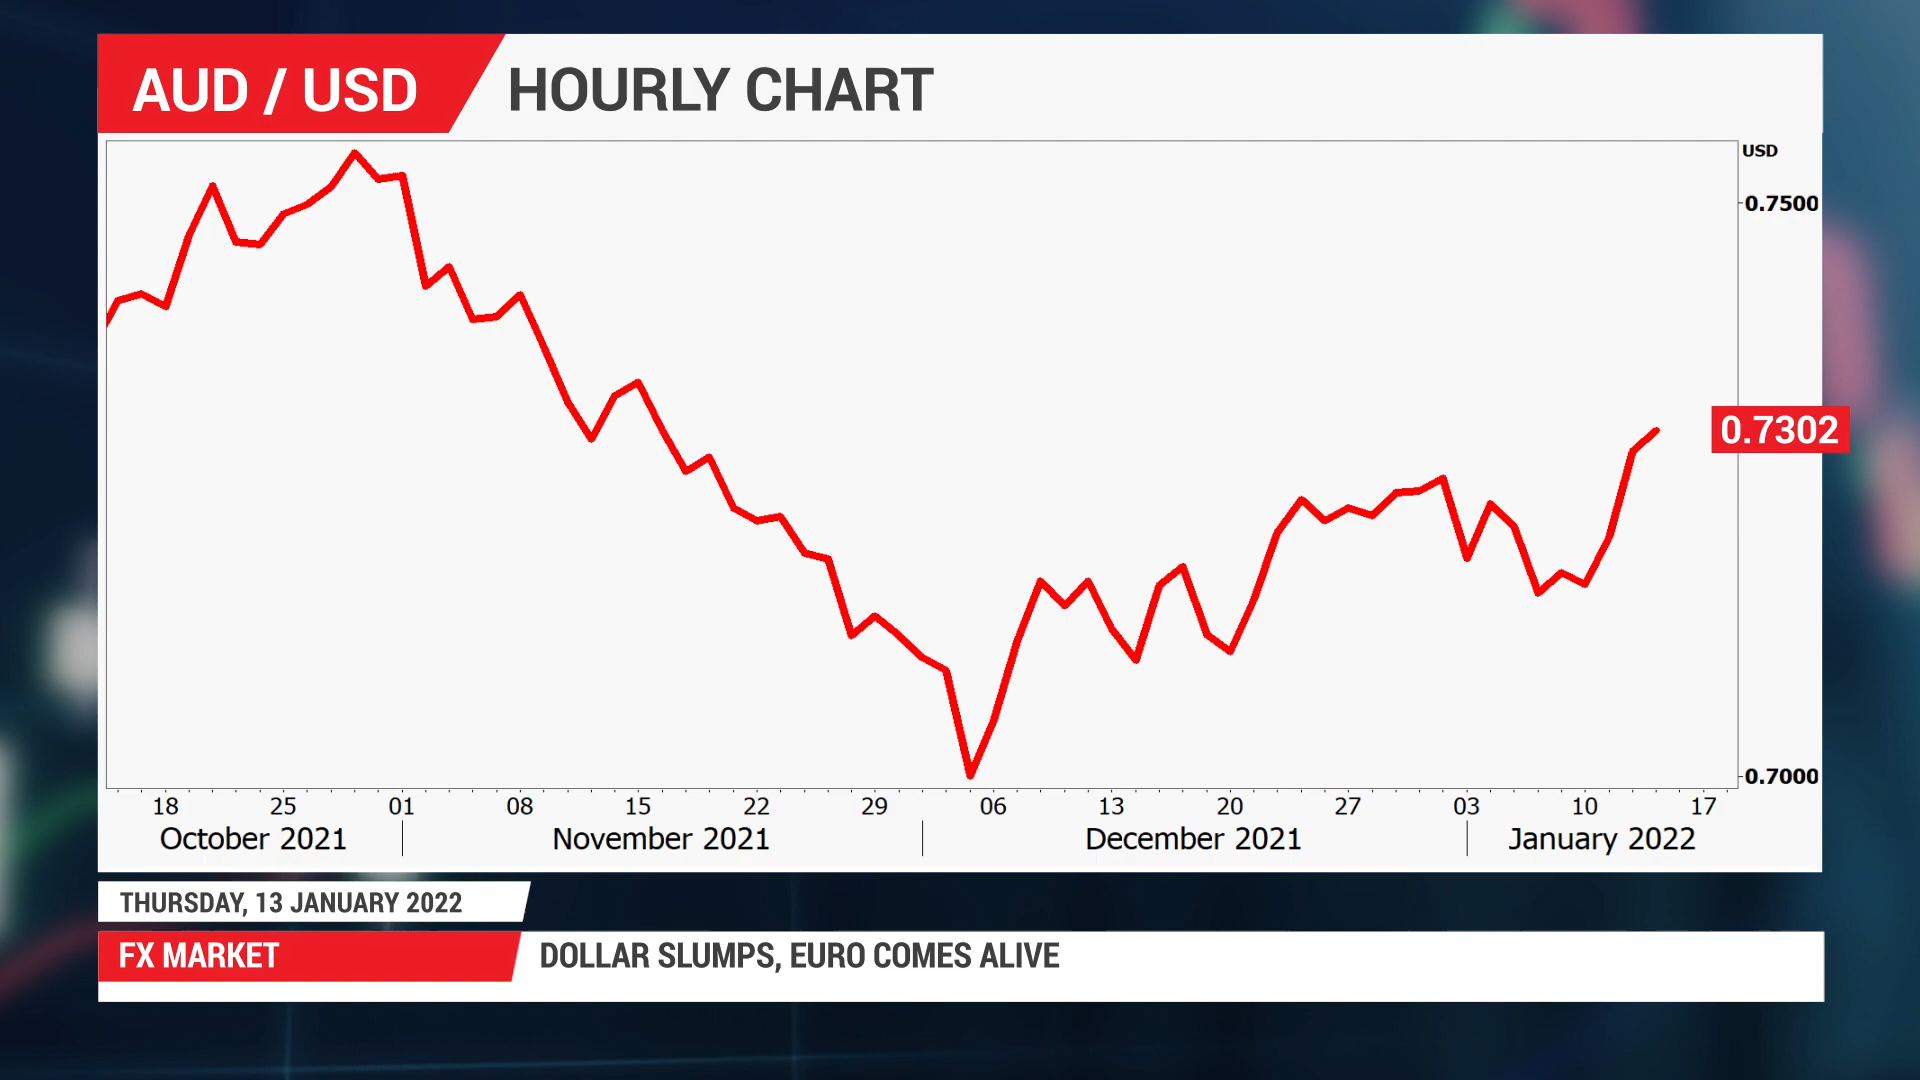 AUD / USD
HOURLY CHART
USD
0.7500
0.7302
0.7000
18 25 01 08 15 22 29 06 13 20 27 03 10 17
October 2021 November 2021 December 2021 January 2022
THURSDAY, 13 JANUARY 2022
FX MARKET
DOLLAR SLUMPS, EURO COMES ALIVE